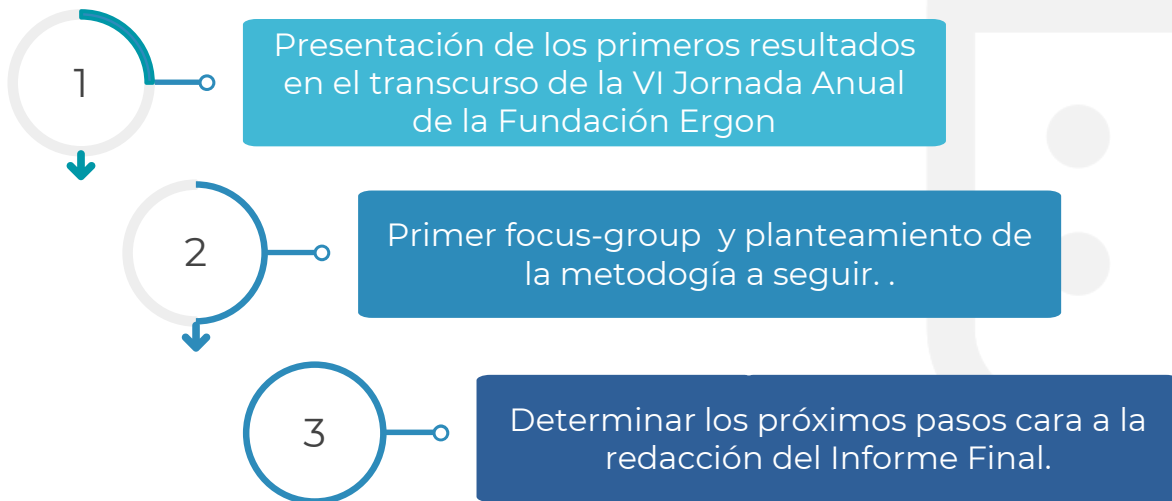 1
Presentación de los primeros resultados
en el transcurso de la VI Jornada Anual
de la Fundación Ergon
2
Primer focus-group  y planteamiento de
la metodogía a seguir. .
3
Determinar los próximos pasos cara a la
redacción del Informe Final.